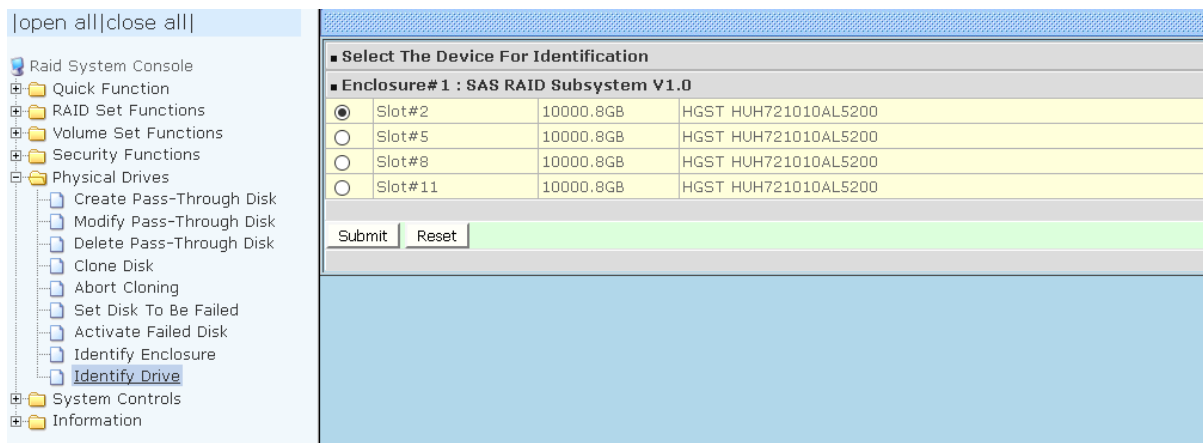 |open all|close all|
Raid System Console
Quick Function
RAID Set Functions
Volume Set Functions
Security Functions
Physical Drives
Create Pass-Through Disk
Modify Pass-Through Disk
Delete Pass-Through Disk
Clone Disk
Abort Cloning
Set Disk To Be Failed
Activate Failed Disk
Identify Enclosure
Identify Drive
System Controls
Information
Select The Device For Identification
Enclosure#1 : SAS RAID Subsystem V1.0
Slot#2 10000.8GB HGST HUH721010AL5200
Slot#5 10000.8GB HGST HUH721010AL5200
Slot#8 10000.8GB HGST HUH721010AL5200
Slot#11 10000.8GB HGST HUH721010AL5200
Submit Reset